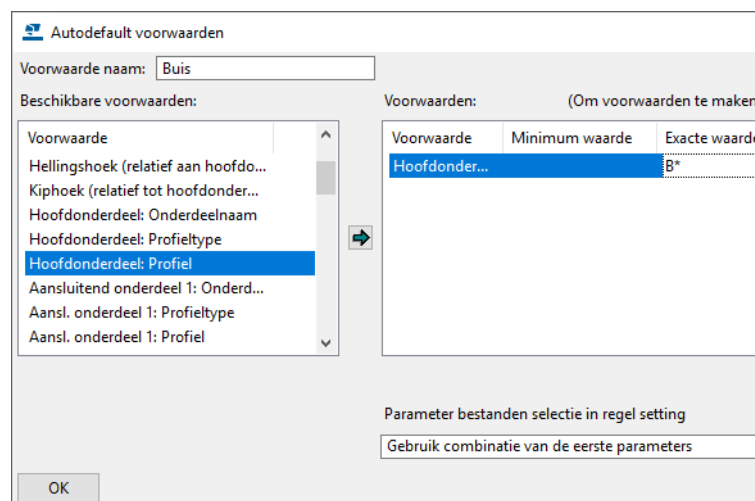 Autodefault voorwaarden
Voorwaarde naam: Buis
Beschikbare voorwaarden:
Voorwaarden: (Om voorwaarden te maken
Voorwaarde
Voorwaarde Minimum waarde Exacte waarde
Hellingshoek (relatief aan hoofdo...
Hoofdonder... B*
Kiphoek (relatief tot hoofdonder...
Hoofdonderdeel: Onderdeelnaam
Hoofdonderdeel: Profieltype
Hoofdonderdeel: Profiel
Aansluitend onderdeel 1: Onderd...
Aansl. onderdeel 1: Profieltype
Aansl. onderdeel 1: Profiel
Parameter bestanden selectie in regel setting
Gebruik combinatie van de eerste parameters
OK